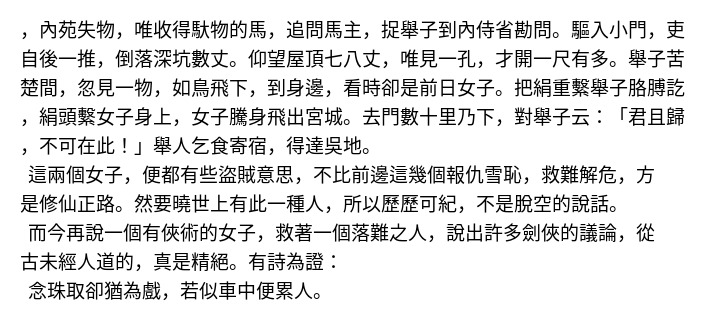 ，內苑失物，唯收得馱物的馬，追問馬主，捉舉子到內侍省勘問。驅入小門，吏
自後一推，倒落深坑數丈。仰望屋頂七八丈，唯見一孔，才開一尺有多。舉子苦
楚間，忽見一物，如鳥飛下，到身邊，看時卻是前日女子。把絹重繫舉子胳膊訖
，絹頭繫女子身上，女子騰身飛出宮城。去門數十里乃下，對舉子云：「君且歸
，不可在此！」舉人乞食寄宿，得達吳地。
這兩個女子，便都有些盜賊意思，不比前邊這幾個報仇雪恥，救難解危，方
是修仙正路。然要曉世上有此一種人，所以歷歷可紀，不是脫空的說話。
而今再說一個有俠術的女子，救著一個落難之人，說出許多劍俠的議論，從
古未經人道的，真是精絕。有詩為證：
念珠取卻猶為戲，若似車中便累人。